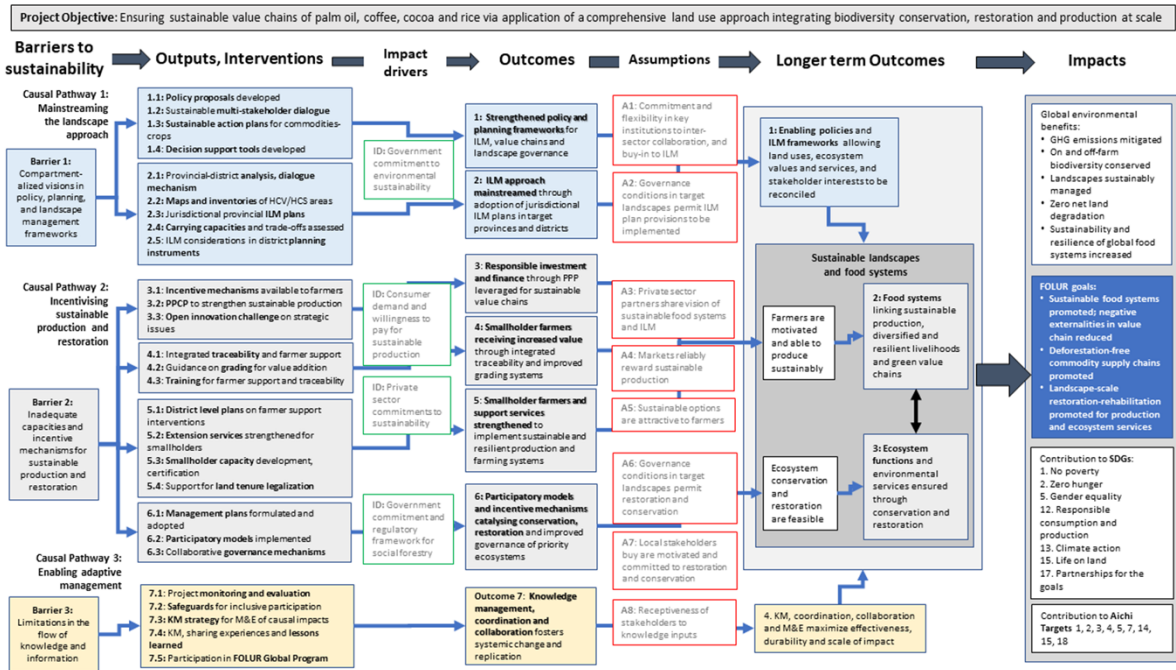 Project Objective: Ensuring sustainable value chains of palm oil, coffee, cocoa and rice via application of a comprehensive land use approach integrating biodiversity conservation, restoration and production at scale
Barriers to
sustainability
Outputs, Interventions
Impact
drivers
Outcomes
Assumptions
Longer term Outcomes
Impacts
Causal Pathway 1:
Mainstreaming
the landscape
approach
Barrier 1:
Compartment-
alized visions in
policy, planning,
and landscape
management
frameworks
1.1: Policy proposals developed
1.2: Sustainable multi-stakeholder dialogue
1.3: Sustainable action plans for commodities-
crops
1.4: Decision support tools developed
2.1: Provincial-district analysis, dialogue
mechanism
2.2: Maps and inventories of HCV/HCS areas
2.3: Jurisdictional provincial ILM plans
2.4: Carrying capacities and trade-offs assessed
2.5: ILM considerations in district planning
instruments
ID: Government
commitment to
environmental
sustainability
1: Strengthened policy and
planning frameworks for
ILM, value chains and
landscape governance
2: ILM approach
mainstreamed through
adoption of jurisdictional
ILM plans in target
provinces and districts
A1: Commitment and
flexibility in key
institutions to inter-
sector collaboration, and
buy-in to ILM
A2: Governance
conditions in target
landscapes permit ILM
plan provisions to be
implemented
1: Enabling policies and
ILM frameworks allowing
land uses, ecosystem
values and services, and
stakeholder interests to be
reconciled
Causal Pathway 2:
Incentivising
sustainable
production and
restoration
Barrier 2:
Inadequate
capacities and
incentive
mechanisms for
sustainable
production and
restoration
3.1: Incentive mechanisms available to farmers
3.2: PPCP to strengthen sustainable production
3.3: Open innovation challenge on strategic
issues
4.1: Integrated traceability and farmer support
4.2: Guidance on grading for value addition
4.3: Training for farmer support and traceability
5.1: District level plans on farmer support
interventions
5.2: Extension services strengthened for
smallholders
5.3: Smallholder capacity development,
certification
5.4: Support for land tenure legalization
6.1: Management plans formulated and
adopted
6.2: Participatory models implemented
6.3: Collaborative governance mechanisms
ID: Consumer
demand and
willingness to
pay for
sustainable
production
ID: Private
sector
commitments to
sustainability
ID: Government
commitment and
regulatory
framework for
social forestry
3: Responsible investment
and finance through PPP
leveraged for sustainable
value chains
4: Smallholder farmers
receiving increased value
through integrated
traceability and improved
grading systems
5: Smallholder farmers and
support services
strengthened to
implement sustainable and
resilient production and
farming systems
6: Participatory models
and incentive mechanisms
catalysing conservation,
restoration and improved
governance of priority
ecosystems
A3: Private sector
partners share vision of
sustainable food systems
and ILM
A4: Markets reliably
reward sustainable
production
A5: Sustainable options
are attractive to farmers
A6: Governance
conditions in target
landscapes permit
restoration and
conservation
A7: Local stakeholders
buy are motivated and
committed to restoration
and conservation
Sustainable landscapes
and food systems
Farmers are
motivated and
able to produce
sustainably
2: Food systems
linking sustainable
production,
diversified and
resilient livelihoods
and green value
chains
Ecosystem
conservation
and
restoration
are feasible
3: Ecosystem
functions and
environmental
services ensured
through
conservation and
restoration
Causal Pathway 3:
Enabling adaptive
management
Barrier 3:
Limitations in the
flow of
knowledge and
information
7.1: Project monitoring and evaluation
7.2: Safeguards for inclusive participation
7.3: KM strategy for M&E of causal impacts
7.4: KM, sharing experiences and lessons
learned
7.5: Participation in FOLUR Global Program
Outcome 7: Knowledge
management,
coordination and
collaboration fosters
systemic change and
replication
A8: Receptiveness of
stakeholders to
knowledge inputs
4. KM, coordination, collaboration
and M&E maximize effectiveness,
durability and scale of impact
Global environmental
benefits:
• GHG emissions mitigated
• On and off-farm
biodiversity conserved
• Landscapes sustainably
managed
• Zero net land
degradation
• Sustainability and
resilience of global food
systems increased
FOLUR goals:
• Sustainable food systems
promoted; negative
externalities in value
chain reduced
• Deforestation-free
commodity supply chains
promoted
• Landscape-scale
restoration-rehabilitation
promoted for production
and ecosystem services
Contribution to SDGs:
1. No poverty
2. Zero hunger
5. Gender equality
12. Responsible
consumption and
production
13. Climate action
15. Life on land
17. Partnerships for the
goals
Contribution to Aichi
Targets 1, 2, 3, 4, 5, 7, 14,
15, 18